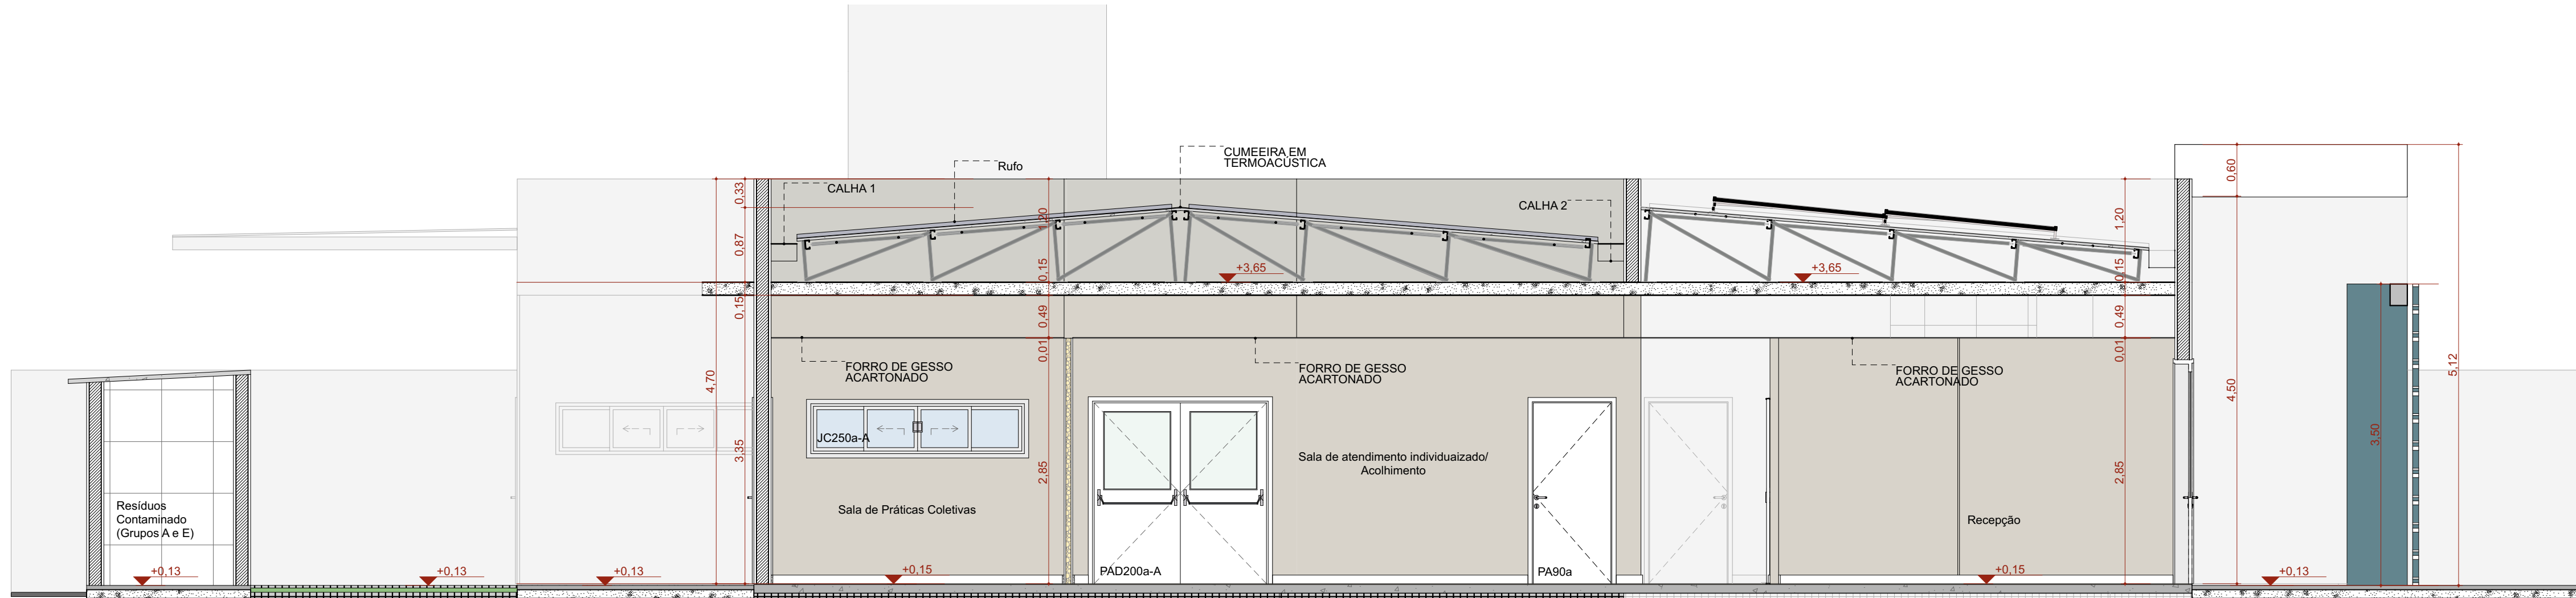 CUMEEIRA EM
TERMOACÚSTICA
Rufo
CALHA 1
CALHA 2
0,33
0,87
0,15
3,35
4,70
1,20
0,15
0,49
0,01
2,85
+3,65
+3,65
1,20
0,15
0,49
0,01
2,85
0,60
4,50
5,12
3,50
FORRO DE GESSO
ACARTONADO
FORRO DE GESSO
ACARTONADO
FORRO DE GESSO
ACARTONADO
JC250a-A
Sala de atendimento individuaizado/
Acolhimento
Sala de Práticas Coletivas
Resíduos
Contaminado
(Grupos A e E)
Recepção
PAD200a-A
PA90a
+0,13
+0,13
+0,13
+0,15
+0,15
+0,13